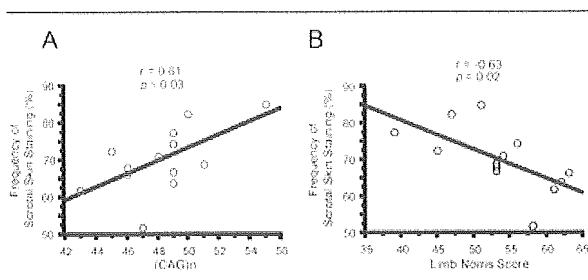 A
r = 0.61
p = 0.03
Frequency of
Scrotal Skin Staining (%)
90
80
70
60
50
42 44 46 48 50 52 54 56
(CAG)n
B
r = -0.63
p = 0.02
Frequency of
Scrotal Skin Staining (%)
90
80
70
60
50
35 40 45 50 55 60 65
Limb Norris Score